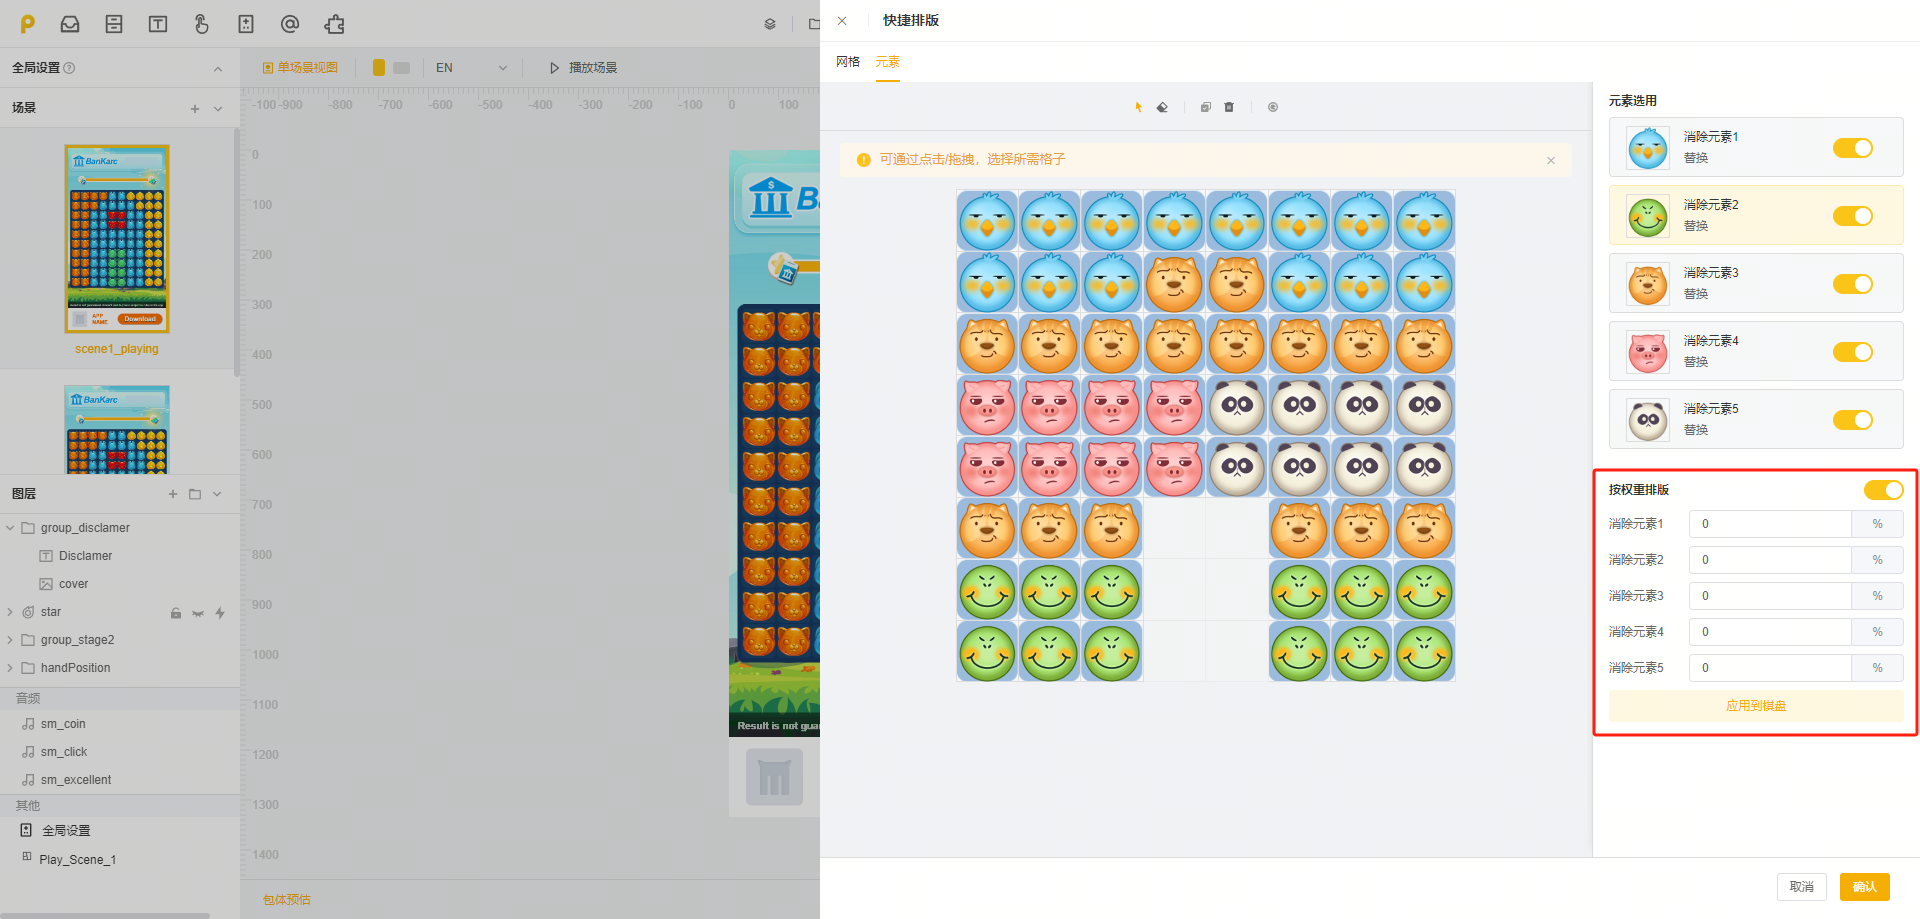 全局设置
场景
BanKarc
APP NAME
Download
scene1_playing
BanKarc
图层
group_disclamer
Disclamer
cover
star
group_stage2
handPosition
音频
sm_coin
sm_click
sm_excellent
其他
全局设置
Play_Scene_1
单场景视图
EN
播放场景
-100 -900 -800 -700 -600 -500 -400 -300 -200 -100 0 100
0
100
200
300
400
500
600
700
800
900
1000
1100
1200
1300
1400
Result is not gua
包体预估
快捷排版
网格 元素
可通过点击/拖拽，选择所需格子
元素选用
消除元素1
替换
消除元素2
替换
消除元素3
替换
消除元素4
替换
消除元素5
替换
按权重排版
消除元素1 0 %
消除元素2 0 %
消除元素3 0 %
消除元素4 0 %
消除元素5 0 %
应用到棋盘
取消 确认